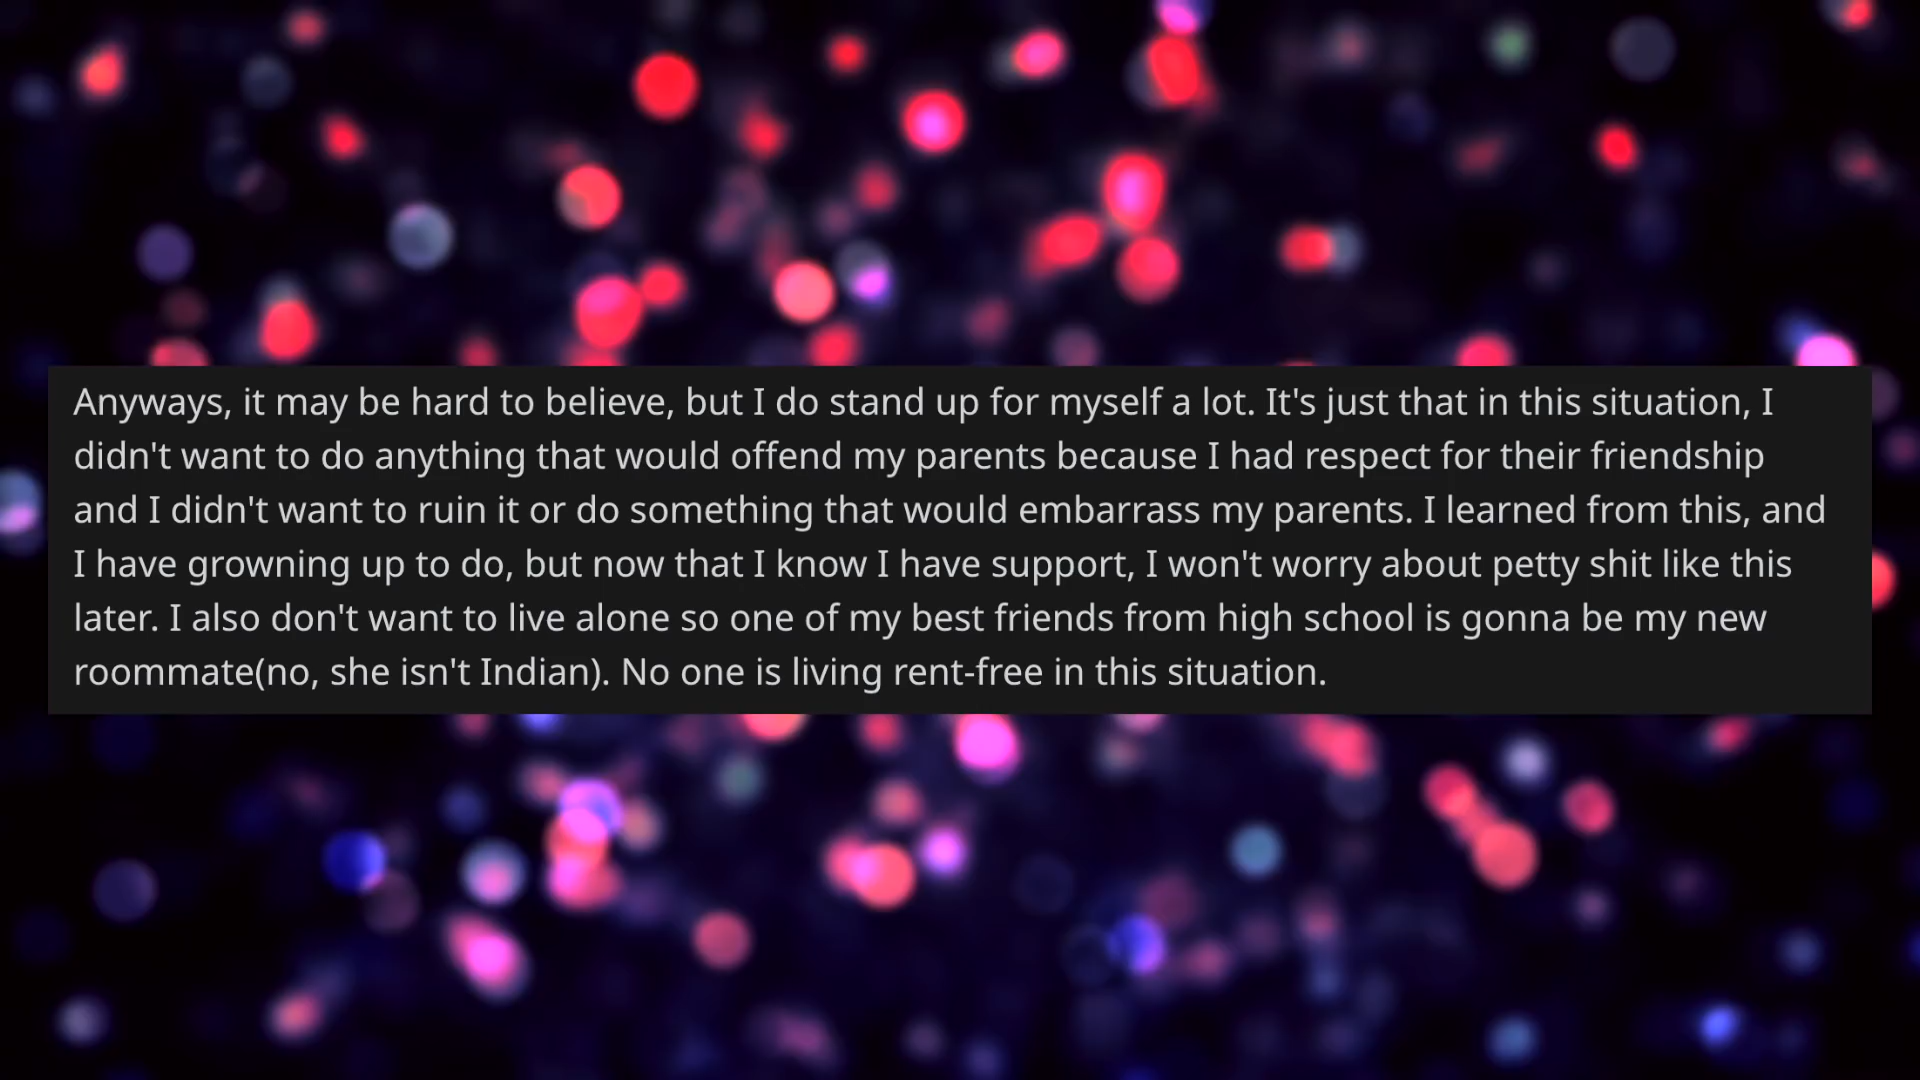 Anyways, it may be hard to believe, but I do stand up for myself a lot. It's just that in this situation, I
didn't want to do anything that would offend my parents because I had respect for their friendship
and I didn't want to ruin it or do something that would embarrass my parents. I learned from this, and
I have growning up to do, but now that I know I have support, I won't worry about petty shit like this
later. I also don't want to live alone so one of my best friends from high school is gonna be my new
roommate(no, she isn't Indian). No one is living rent-free in this situation.